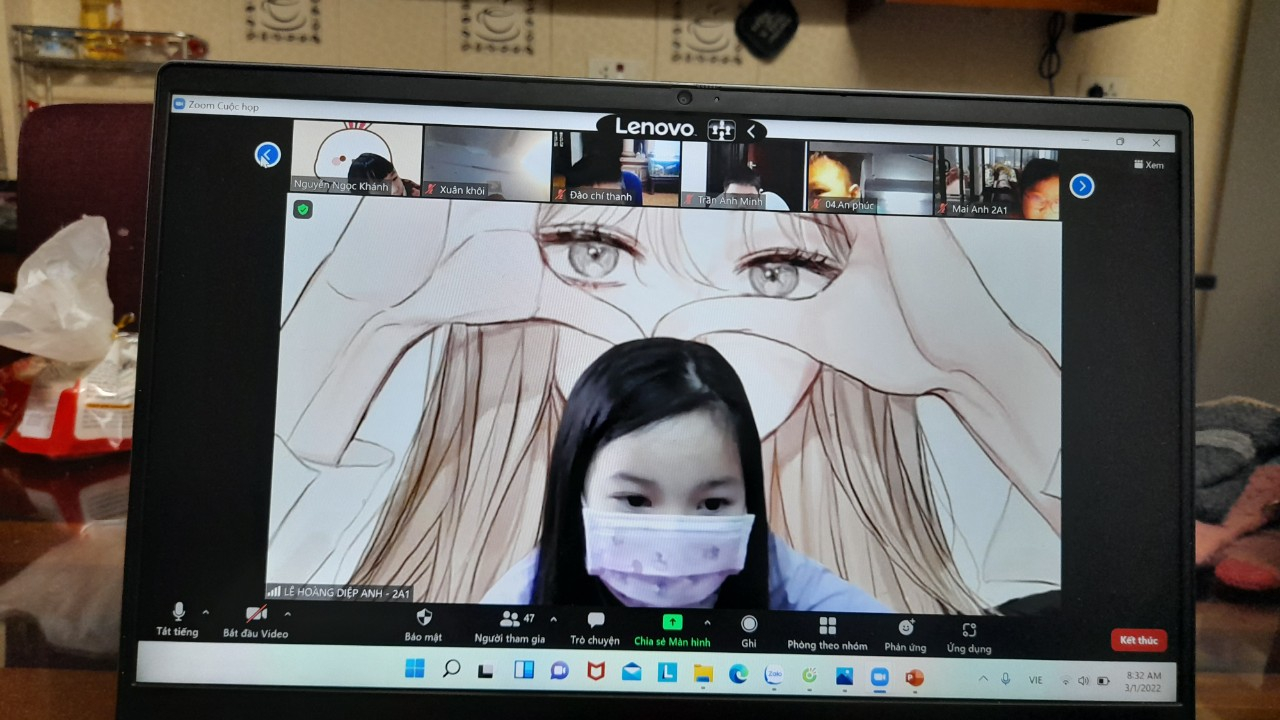 Zoom Cuộc họp
Lenovo
Xem
Nguyễn Ngọc Khánh
Xuân khôi
Đào chí thanh
Trần Ánh Minh
04.An phúc
Mai Anh 2A1
LÊ HOÀNG DIỆP ANH - 2A1
Tắt tiếng
Bắt đầu Video
Bảo mật
47
Người tham gia
Trò chuyện
Chia sẻ Màn hình
Ghi
Phòng theo nhóm
Phản ứng
Ứng dụng
Kết thúc
L
Zalo
VIE
8:32 AM
3/1/2022